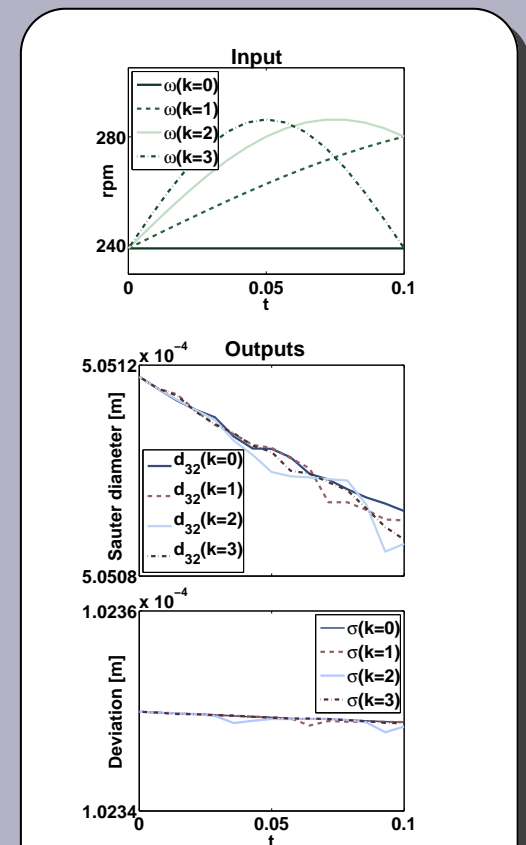 Input
ω(k=0)
ω(k=1)
ω(k=2)
ω(k=3)
280
240
rpm
0
0.05
0.1
t
Outputs
x 10⁻⁴
5.0512
5.0508
Sauter diameter [m]
d₃₂(k=0)
d₃₂(k=1)
d₃₂(k=2)
d₃₂(k=3)
x 10⁻⁴
1.0236
1.0234
Deviation [m]
σ(k=0)
σ(k=1)
σ(k=2)
σ(k=3)
0
0.05
0.1
t